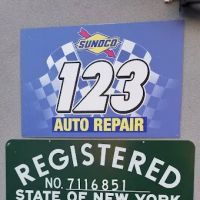 SUNOCO
123
AUTO REPAIR
REGISTERED
NO. 7116851
STATE OF NEW YORK